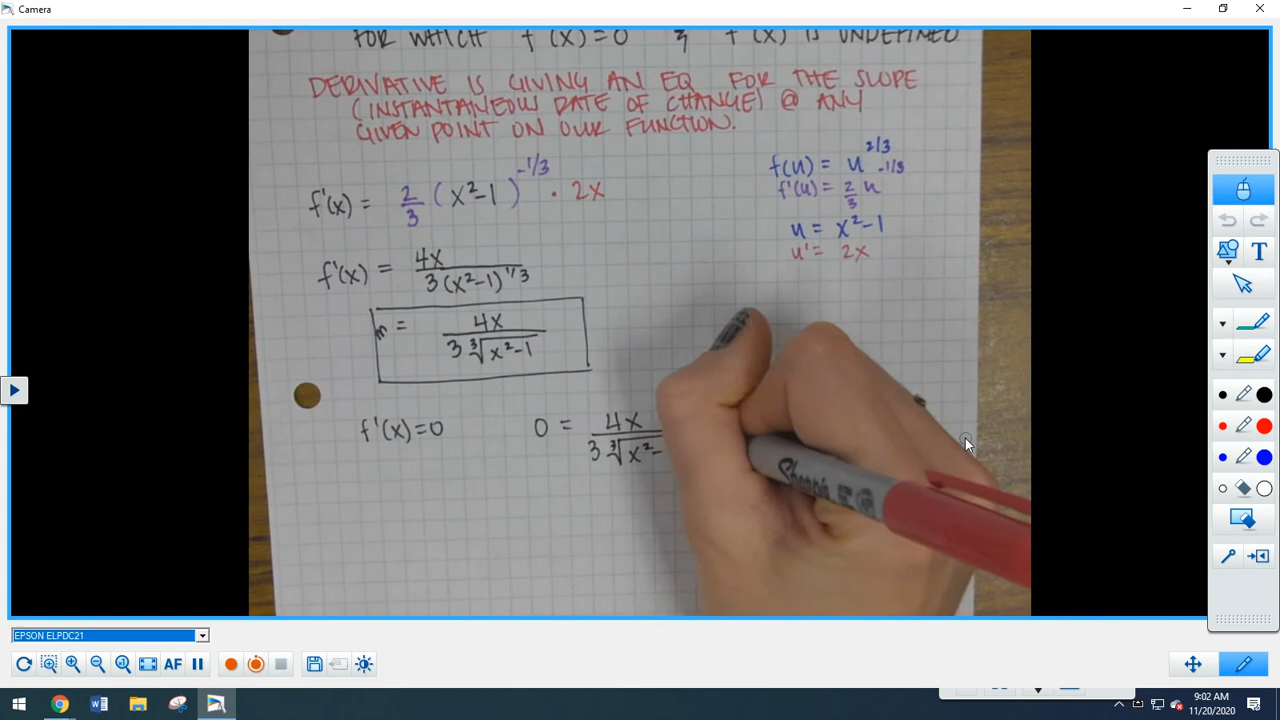 Camera
FOR WHICH f'(x)=0 & f'(x) IS UNDEFINED
DERIVATIVE IS GIVING AN EQ FOR THE SLOPE
(INSTANTANEOUS RATE OF CHANGE) @ ANY
GIVEN POINT ON OUR FUNCTION.
f(u) = u^2/3
f'(u) = 2/3 u^-1/3
u = x²-1
u' = 2x
f'(x) = 2/3 (x²-1)^-1/3 · 2x
f'(x) = 4x / 3(x²-1)^1/3
m = 4x / 3∛x²-1
f'(x)=0 0 = 4x / 3∛x²-
Sharpie
EPSON ELPDC21
AF
T
9:02 AM
11/20/2020